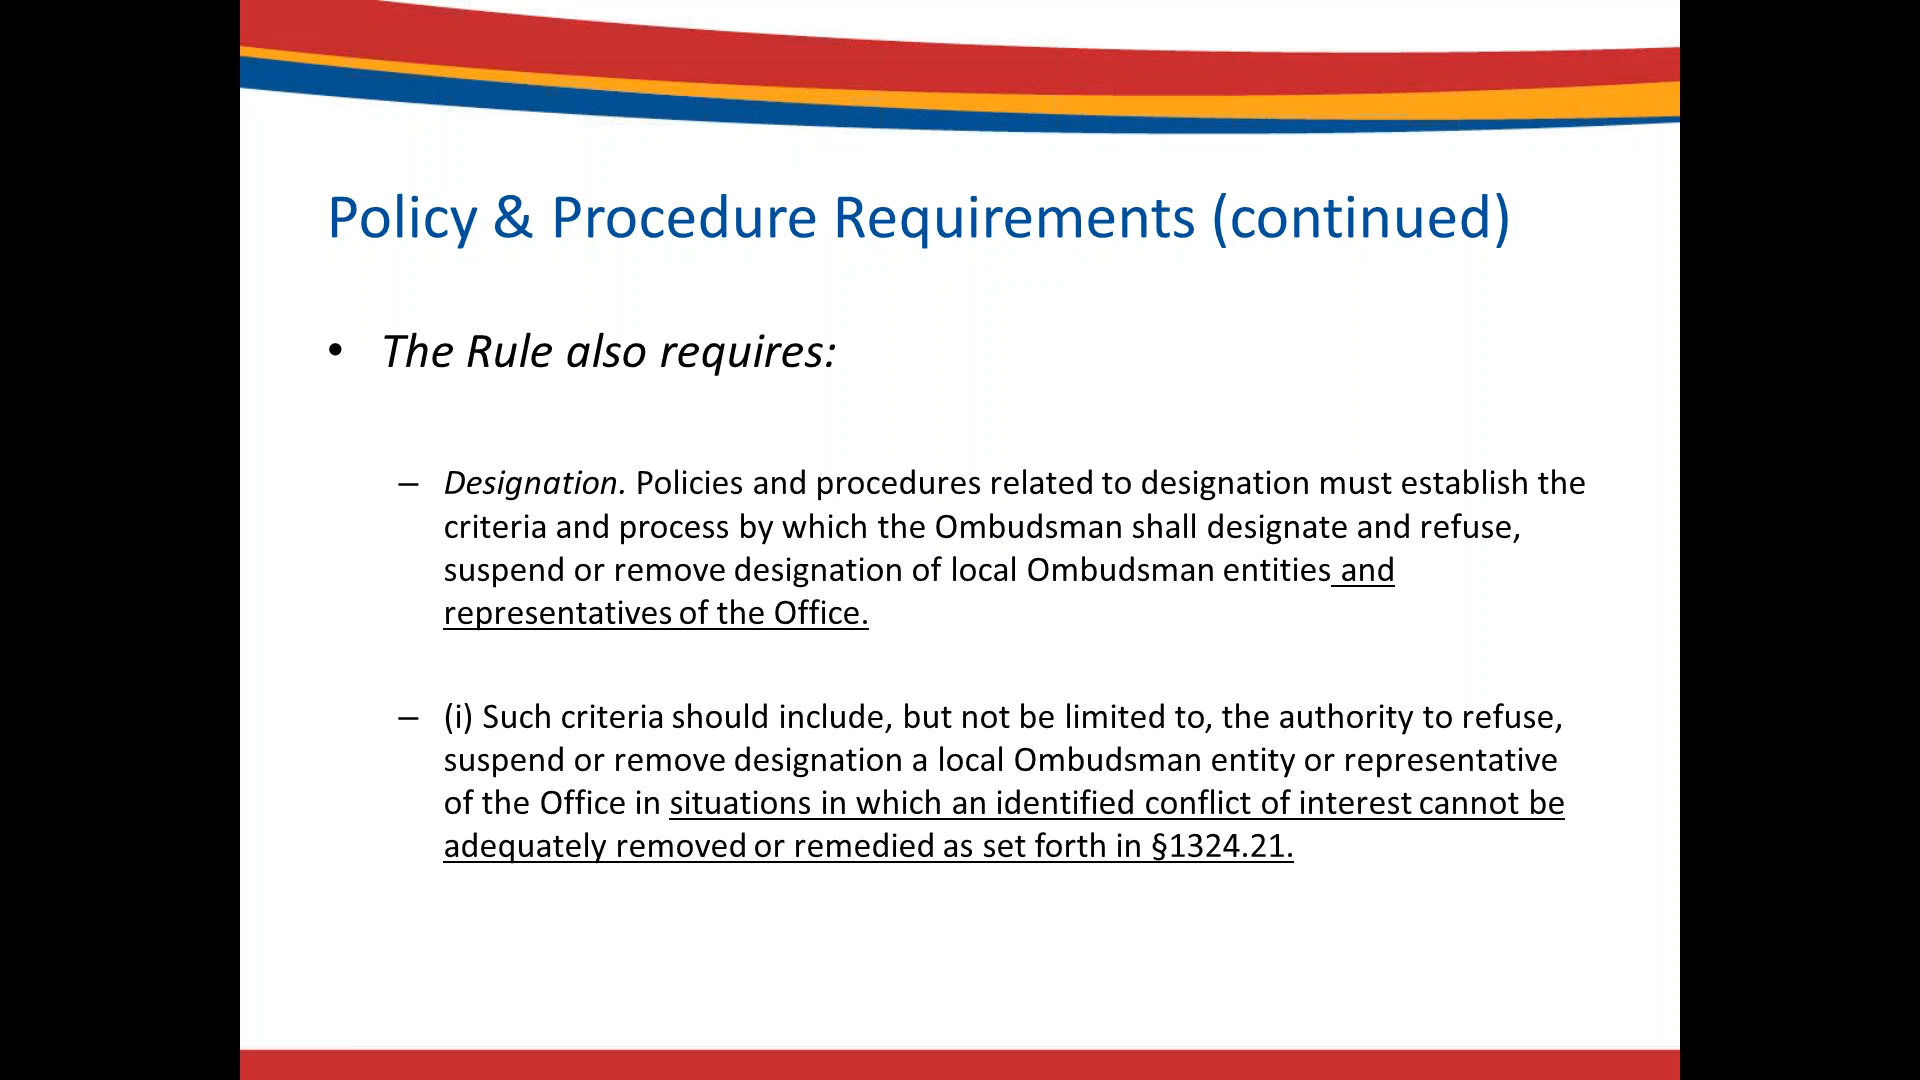 Policy & Procedure Requirements (continued)
• The Rule also requires:
– Designation. Policies and procedures related to designation must establish the
criteria and process by which the Ombudsman shall designate and refuse,
suspend or remove designation of local Ombudsman entities and
representatives of the Office.
– (i) Such criteria should include, but not be limited to, the authority to refuse,
suspend or remove designation a local Ombudsman entity or representative
of the Office in situations in which an identified conflict of interest cannot be
adequately removed or remedied as set forth in §1324.21.